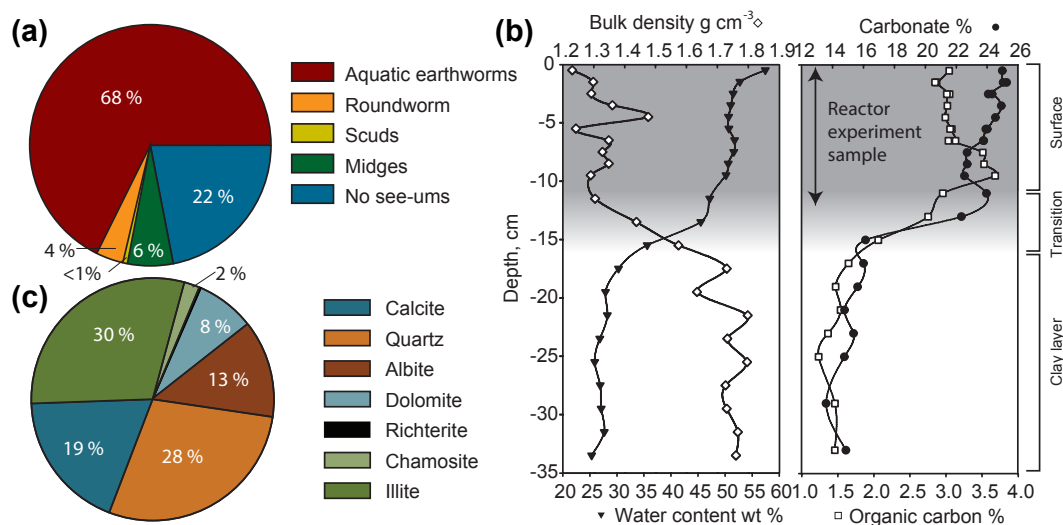 (a)
68 %
22 %
6 %
4 %
<1%
Aquatic earthworms
Roundworm
Scuds
Midges
No see-ums
(c)
2 %
8 %
13 %
28 %
19 %
30 %
Calcite
Quartz
Albite
Dolomite
Richterite
Chamosite
Illite
(b)
Bulk density g cm-3
1.2 1.3 1.4 1.5 1.6 1.7 1.8 1.9
Carbonate %
12 14 16 18 20 22 24 26
Depth, cm
0
-5
-10
-15
-20
-25
-30
-35
20 25 30 35 40 45 50 55 60
Water content wt %
Reactor
experiment
sample
Surface
Transition
Clay layer
1.0 1.5 2.0 2.5 3.0 3.5 4.0
Organic carbon %